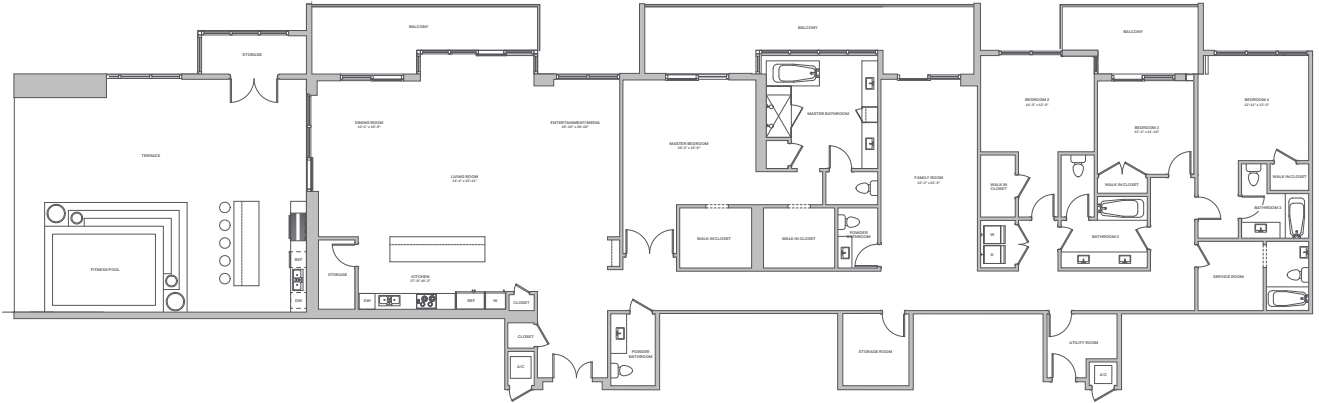 BALCONY
BALCONY
BALCONY
STORAGE
BEDROOM 2
BEDROOM 4
MASTER BATHROOM
DINING ROOM
ENTERTAINMENT/MEDIA
BEDROOM 3
MASTER BEDROOM
TERRACE
LIVING ROOM
FAMILY ROOM
WALK IN CLOSET
WALK IN
CLOSET
WALK IN CLOSET
BATHROOM 3
POWDER
BATHROOM
W
D
BATHROOM 2
WALK IN CLOSET
WALK IN CLOSET
REF
FITNESS POOL
STORAGE
KITCHEN
SERVICE ROOM
DW
DW
REF
W
CLOSET
CLOSET
POWDER
BATHROOM
STORAGE ROOM
UTILITY ROOM
A/C
A/C